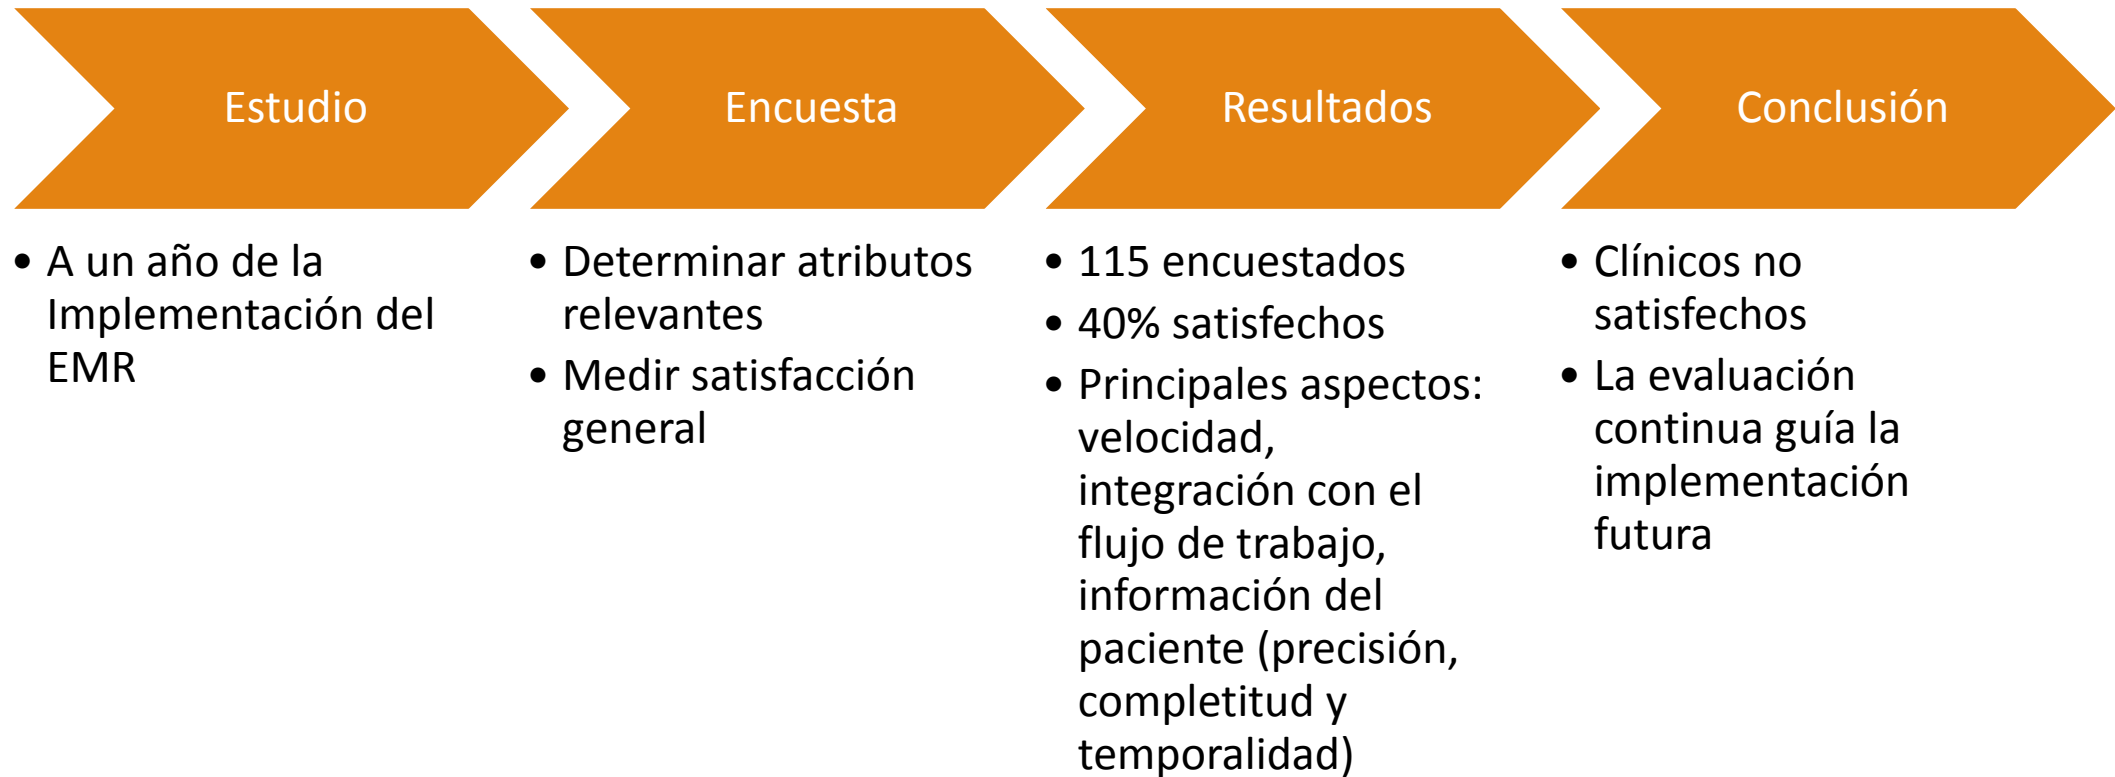 Estudio
• A un año de la
Implementación del
EMR
Encuesta
• Determinar atributos
relevantes
• Medir satisfacción
general
Resultados
• 115 encuestados
• 40% satisfechos
• Principales aspectos:
velocidad,
integración con el
flujo de trabajo,
información del
paciente (precisión,
completitud y
temporalidad)
Conclusión
• Clínicos no
satisfechos
• La evaluación
continua guía la
implementación
futura